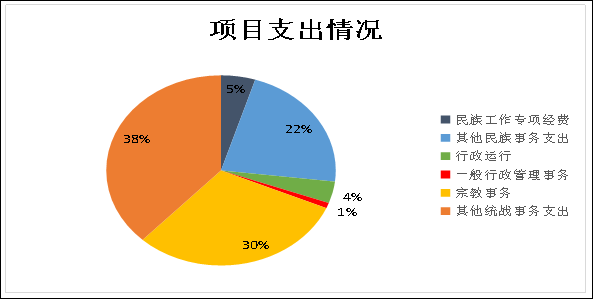 项目支出情况
5%
22%
38%
4%
1%
30%
民族工作专项经费
其他民族事务支出
行政运行
一般行政管理事务
宗教事务
其他统战事务支出